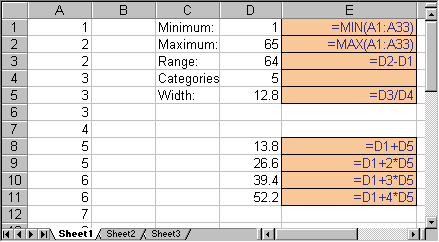 A B C D E
1 1 Minimum: 1 =MIN(A1:A33)
2 2 Maximum: 65 =MAX(A1:A33)
3 2 Range: 64 =D2-D1
4 3 Categories 5
5 3 Width: 12.8 =D3/D4
6 3
7 4
8 5 13.8 =D1+D5
9 5 26.6 =D1+2*D5
10 6 39.4 =D1+3*D5
11 6 52.2 =D1+4*D5
12 7
Sheet1 Sheet2 Sheet3